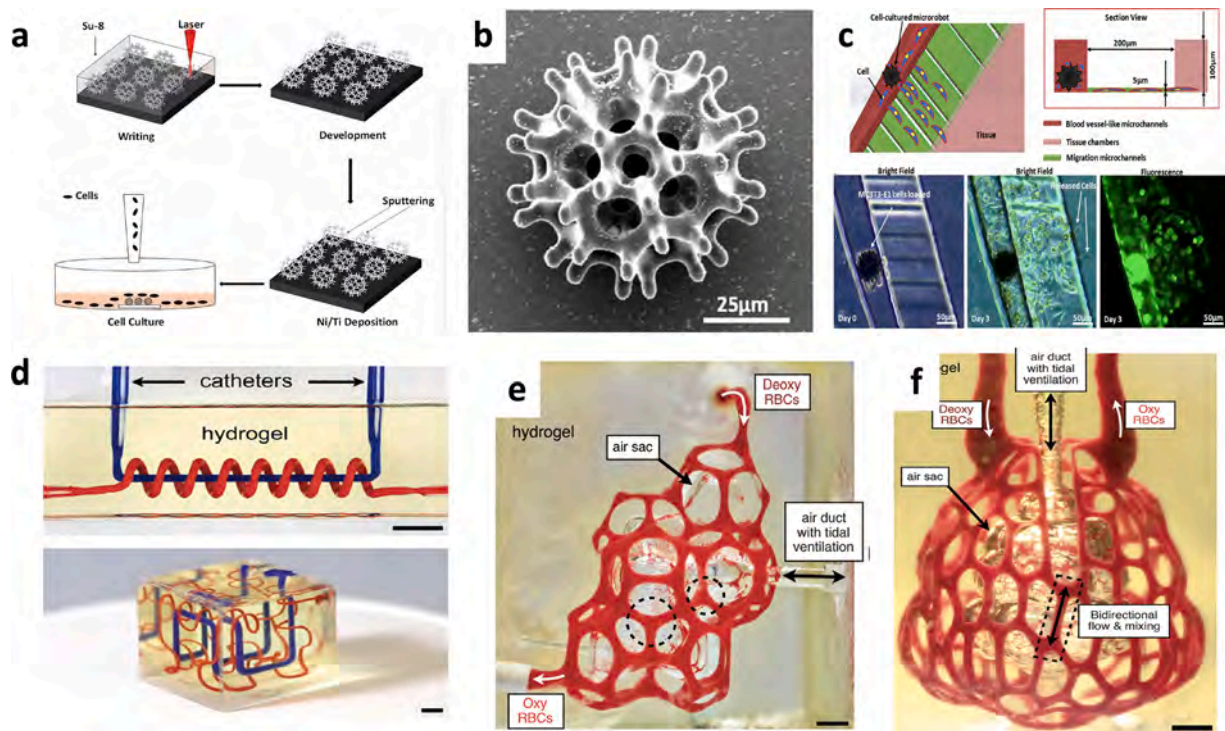 a
Su-8
Laser
Writing
Development
Cells
Sputtering
Cell Culture
Ni/Ti Deposition
b
25μm
c
Cell-cultured microrobot
Cell
Tissue
Section View
200μm
5μm
100μm
Blood vessel-like microchannels
Tissue chambers
Migration microchannels
Bright Field
MC3T3-E1 cells loaded
Day 0
50μm
Bright Field
Released Cells
Day 3
50μm
Fluorescence
Day 3
50μm
d
catheters
hydrogel
e
hydrogel
Deoxy
RBCs
air sac
air duct
with tidal
ventilation
Oxy
RBCs
f
gel
air duct
with tidal
ventilation
Deoxy
RBCs
Oxy
RBCs
air sac
Bidirectional
flow & mixing